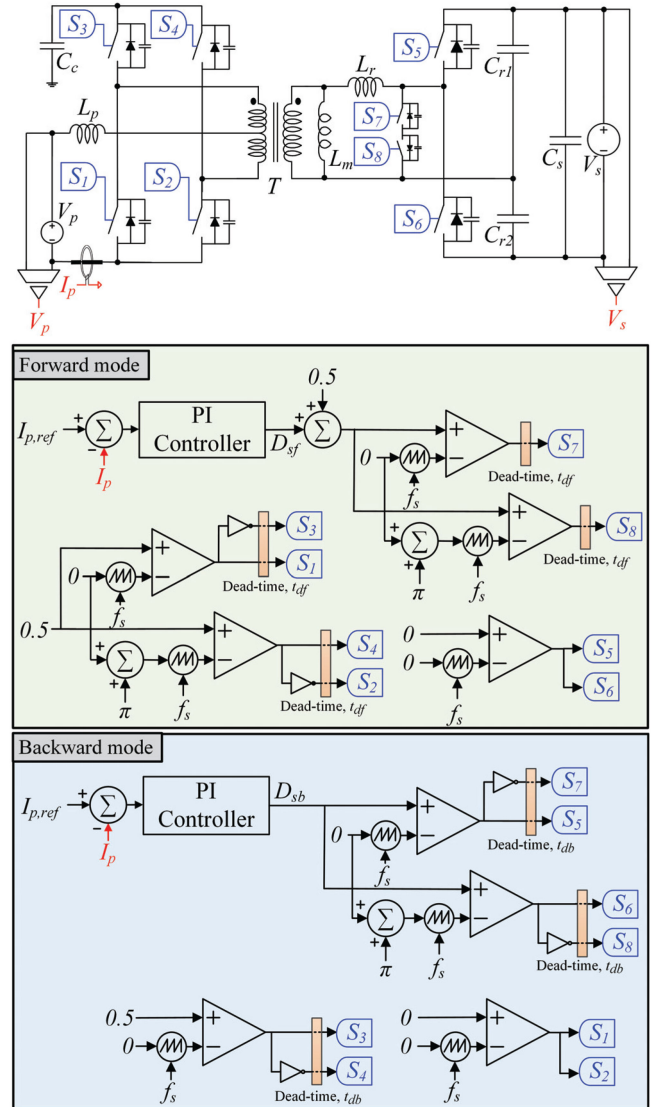 S3
S4
Cc
Lp
S1
S2
Vp
Ip
Vp
T
Lr
Lm
S7
S8
S5
S6
Cr1
Cr2
Cs
Vs
Vs
Forward mode
Ip,ref
+
Σ
−
Ip
PI
Controller
Dsf
0.5
+
+
Σ
0
fs
+
−
S7
Dead-time, tdf
+
Σ
+
π
fs
+
−
S8
Dead-time, tdf
0.5
0
fs
+
−
S3
S1
Dead-time, tdf
+
Σ
+
π
fs
+
−
S4
S2
Dead-time, tdf
0
0
fs
+
−
S5
S6
Backward mode
Ip,ref
+
Σ
−
Ip
PI
Controller
Dsb
0
fs
+
−
S7
S5
Dead-time, tdb
+
Σ
+
π
fs
+
−
S6
S8
Dead-time, tdb
0.5
0
fs
+
−
S3
S4
Dead-time, tdb
0
0
fs
+
−
S1
S2